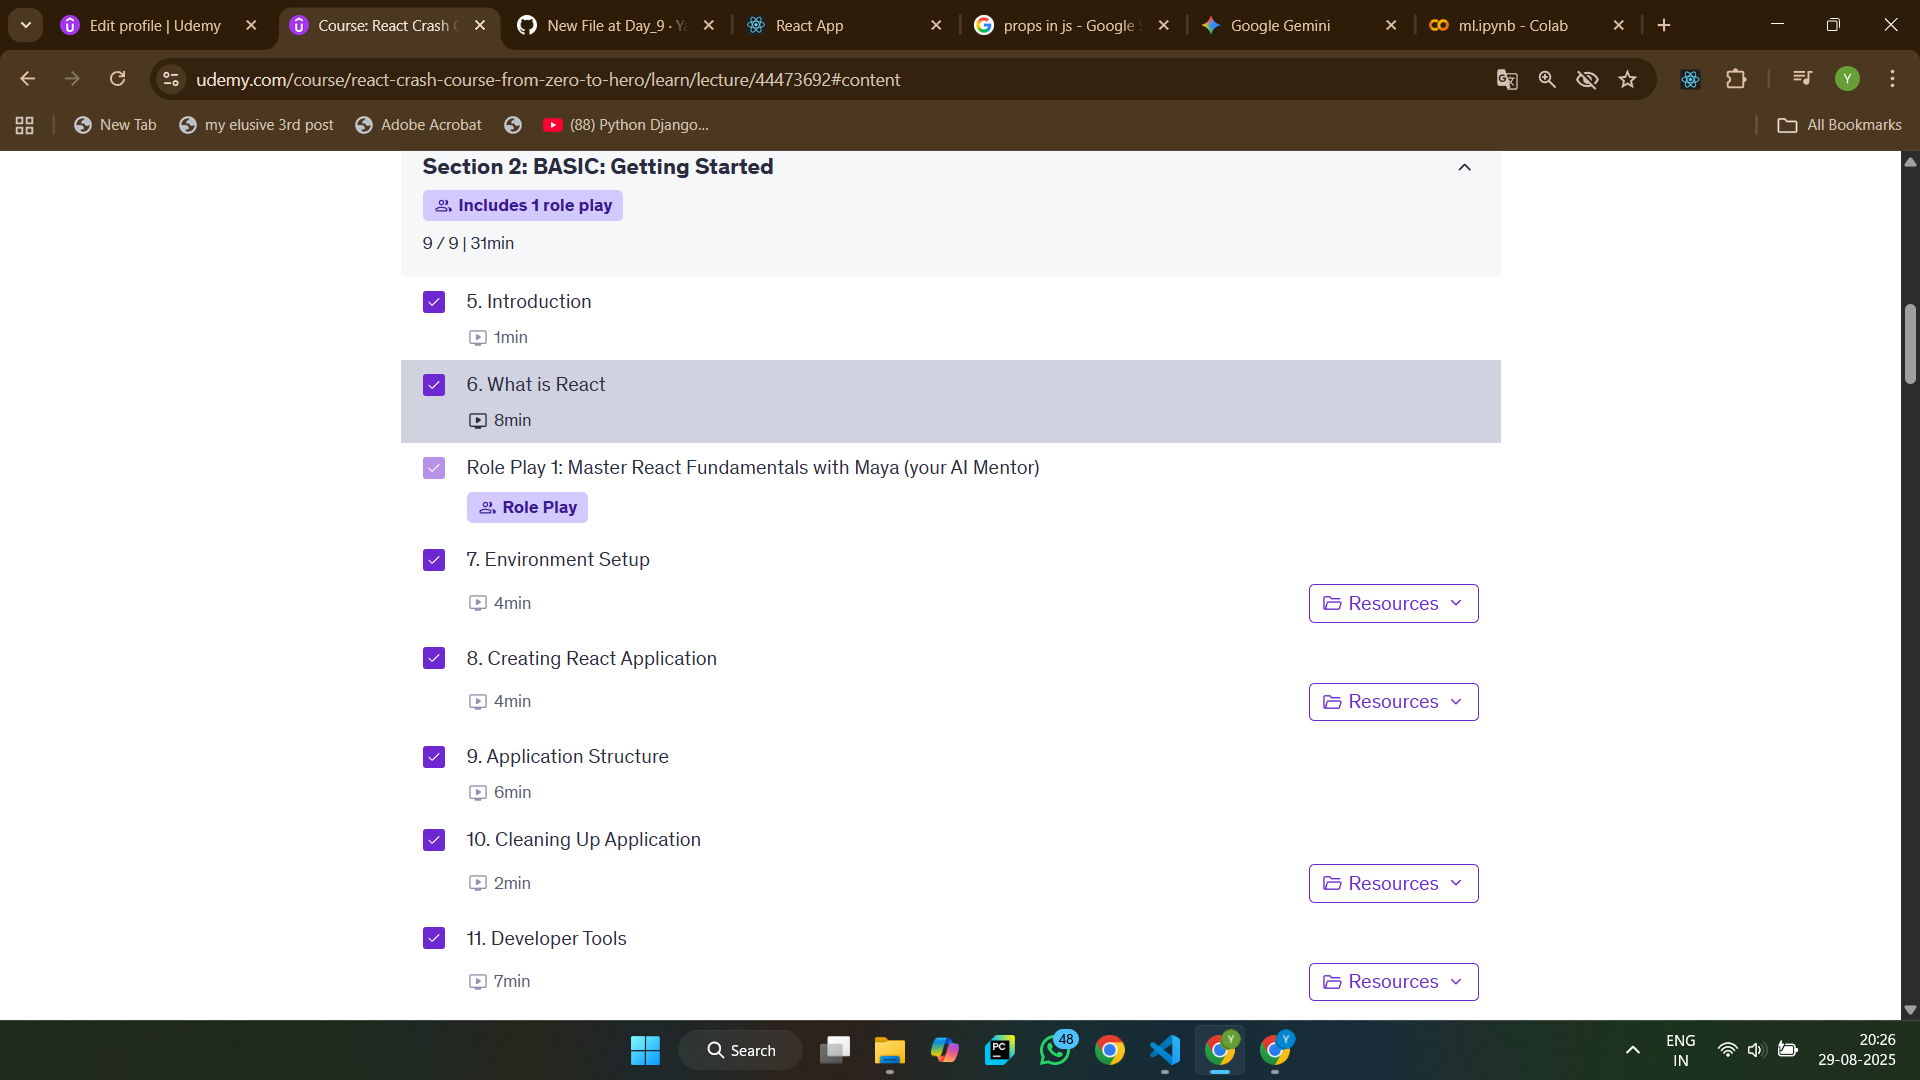 Edit profile | Udemy
Course: React Crash
New File at Day_9 · Ya
React App
props in js - Google
Google Gemini
ml.ipynb - Colab
udemy.com/course/react-crash-course-from-zero-to-hero/learn/lecture/44473692#content
Y
New Tab
my elusive 3rd post
Adobe Acrobat
(88) Python Django...
All Bookmarks
Section 2: BASIC: Getting Started
Includes 1 role play
9 / 9 | 31min
5. Introduction
1min
6. What is React
8min
Role Play 1: Master React Fundamentals with Maya (your AI Mentor)
Role Play
7. Environment Setup
4min
Resources
8. Creating React Application
4min
Resources
9. Application Structure
6min
10. Cleaning Up Application
2min
Resources
11. Developer Tools
7min
Resources
Search
PC
48
Y
Y
ENG
IN
20:26
29-08-2025